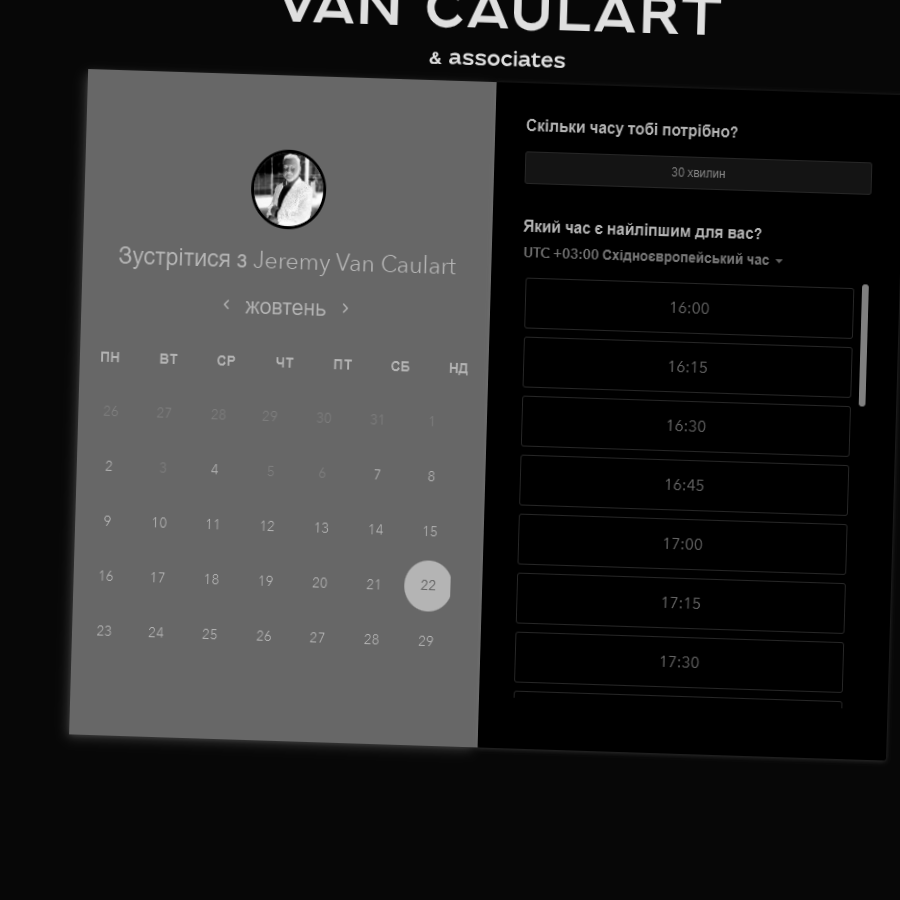 VAN CAULART
& associates
Зустрітися з Jeremy Van Caulart
жовтень
ПН ВТ СР ЧТ ПТ СБ НД
26 27 28 29 30 31 1
2 3 4 5 6 7 8
9 10 11 12 13 14 15
16 17 18 19 20 21 22
23 24 25 26 27 28 29
Скільки часу тобі потрібно?
30 хвилин
Який час є найліпшим для вас?
UTC +03:00 Східноєвропейський час
16:00
16:15
16:30
16:45
17:00
17:15
17:30